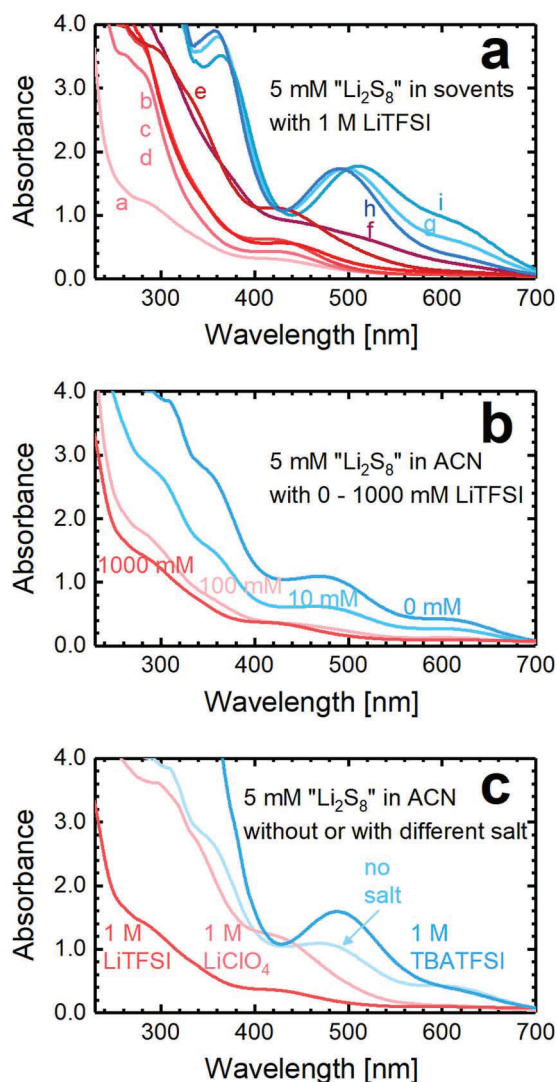 a
5 mM "Li₂S₈" in sovents
with 1 M LiTFSI
b
c
d
a
e
h
f
g
i
Absorbance
4.0
3.0
2.0
1.0
0.0
300 400 500 600 700
Wavelength [nm]
b
5 mM "Li₂S₈" in ACN
with 0 - 1000 mM LiTFSI
1000 mM
100 mM
10 mM
0 mM
Absorbance
4.0
3.0
2.0
1.0
0.0
300 400 500 600 700
Wavelength [nm]
c
5 mM "Li₂S₈" in ACN
without or with different salt
no
salt
1 M
LiTFSI
1 M
LiClO₄
1 M
TBATFSI
Absorbance
4.0
3.0
2.0
1.0
0.0
300 400 500 600 700
Wavelength [nm]